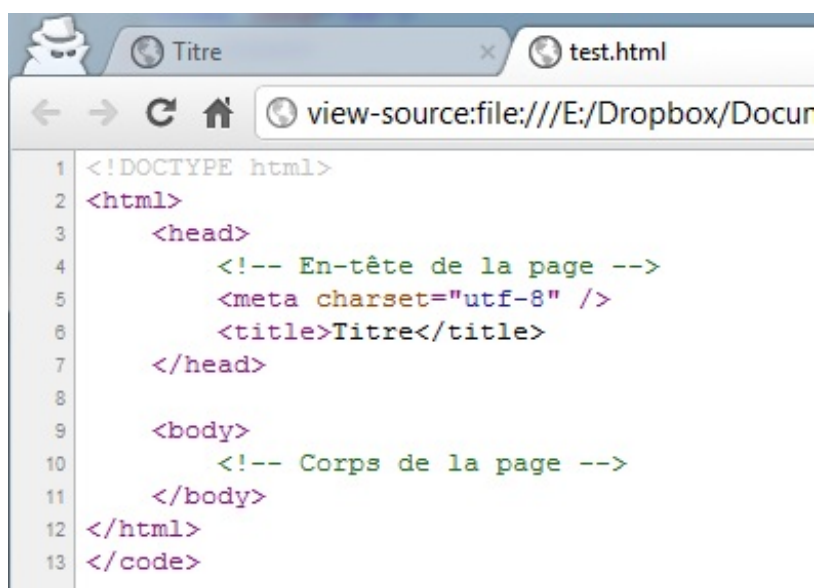 Titre
test.html
view-source:file:///E:/Dropbox/Docu
1 <!DOCTYPE html>
2 <html>
3 <head>
4 <!-- En-tête de la page -->
5 <meta charset="utf-8" />
6 <title>Titre</title>
7 </head>
8
9 <body>
10 <!-- Corps de la page -->
11 </body>
12 </html>
13 </code>